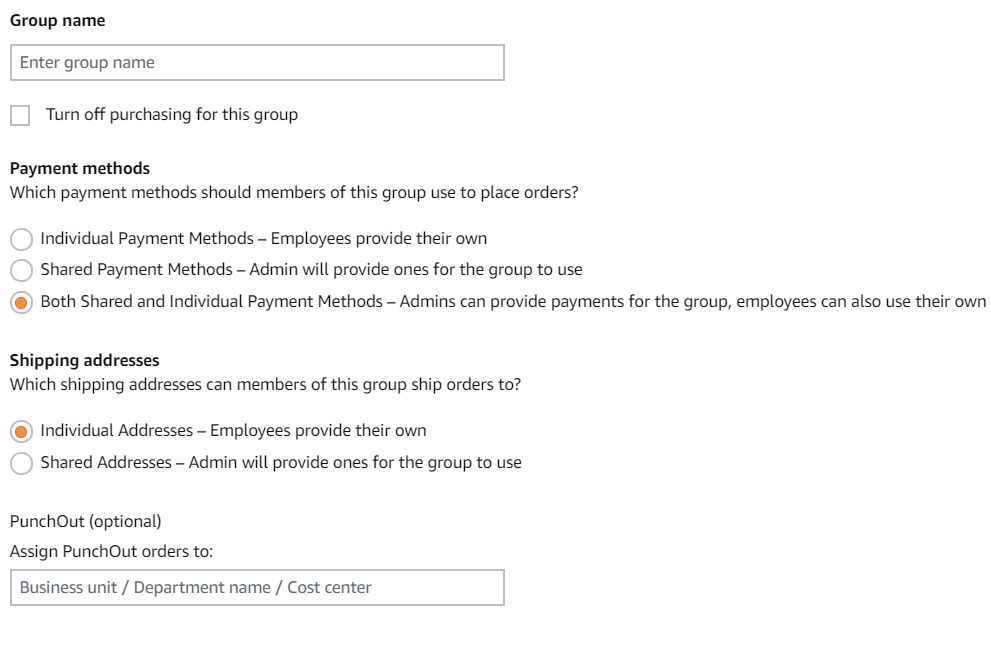 Group name
Enter group name
Turn off purchasing for this group
Payment methods
Which payment methods should members of this group use to place orders?
Individual Payment Methods – Employees provide their own
Shared Payment Methods – Admin will provide ones for the group to use
Both Shared and Individual Payment Methods – Admins can provide payments for the group, employees can also use their own
Shipping addresses
Which shipping addresses can members of this group ship orders to?
Individual Addresses – Employees provide their own
Shared Addresses – Admin will provide ones for the group to use
PunchOut (optional)
Assign PunchOut orders to:
Business unit / Department name / Cost center